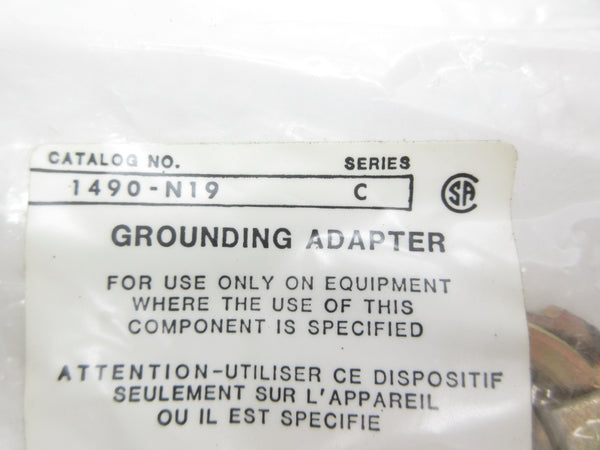 CATALOG NO. SERIES
1490-N19 C SA
GROUNDING ADAPTER
FOR USE ONLY ON EQUIPMENT
WHERE THE USE OF THIS
COMPONENT IS SPECIFIED
ATTENTION-UTILISER CE DISPOSITIF
SEULEMENT SUR L'APPAREIL
OU IL EST SPECIFIE